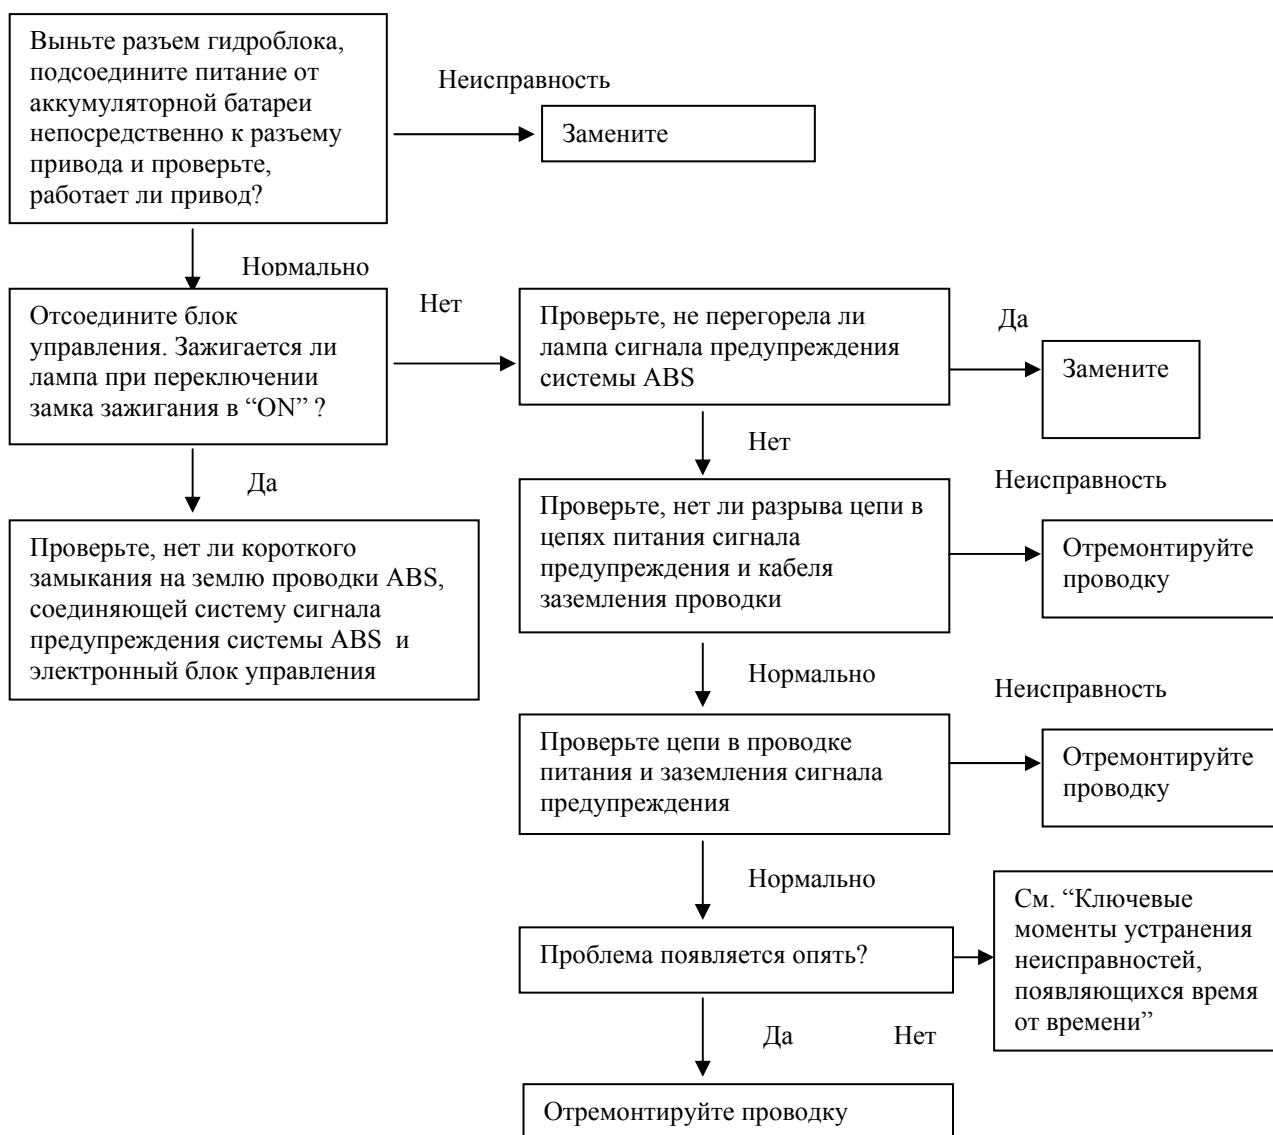 Выньте разъем гидроблока,
подсоедините питание от
аккумуляторной батареи
непосредственно к разъему
привода и проверьте,
работает ли привод?
Неисправность
Замените
Нормально
Отсоедините блок
управления. Зажигается ли
лампа при переключении
замка зажигания в “ON” ?
Нет
Проверьте, не перегорела ли
лампа сигнала предупреждения
системы ABS
Да
Замените
Да
Нет
Проверьте, нет ли короткого
замыкания на землю проводки ABS,
соединяющей систему сигнала
предупреждения системы ABS и
электронный блок управления
Проверьте, нет ли разрыва цепи в
цепях питания сигнала
предупреждения и кабеля
заземления проводки
Неисправность
Отремонтируйте
проводку
Нормально
Проверьте цепи в проводке
питания и заземления сигнала
предупреждения
Неисправность
Отремонтируйте
проводку
Нормально
Проблема появляется опять?
См. “Ключевые
моменты устранения
неисправностей,
появляющихся время
от времени”
Да
Нет
Отремонтируйте проводку